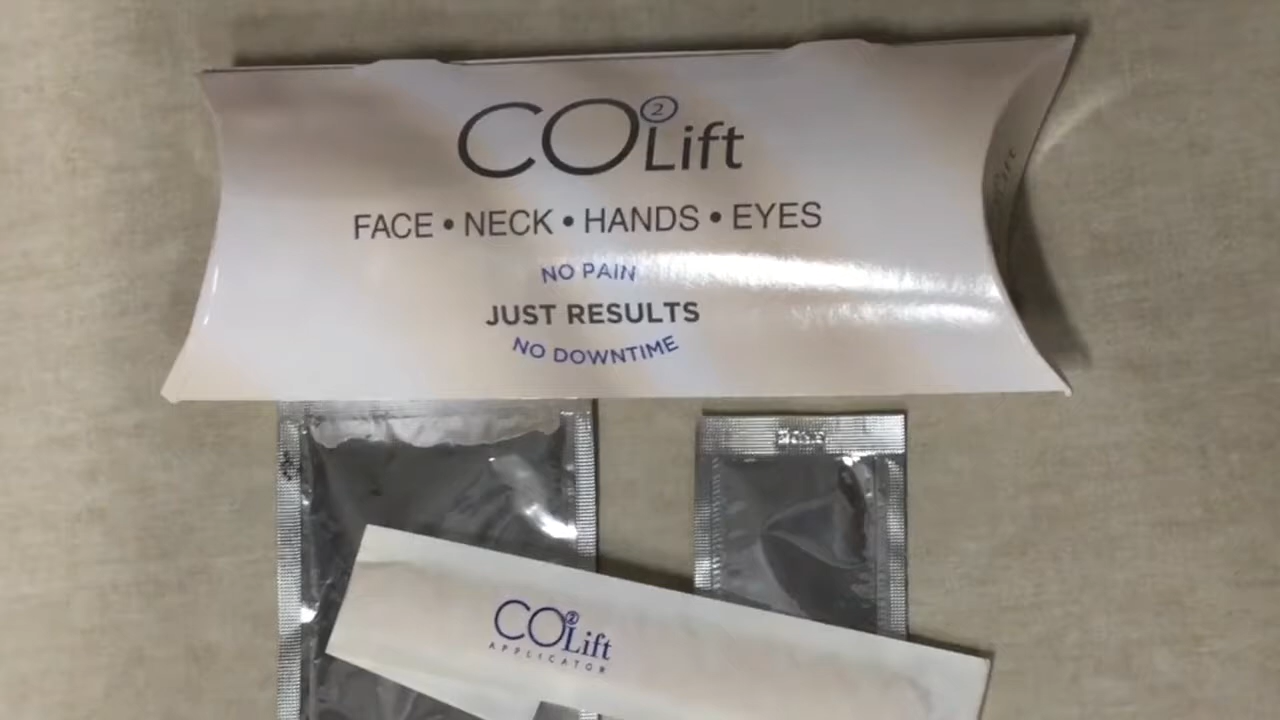 CO2Lift
FACE • NECK • HANDS • EYES
NO PAIN
JUST RESULTS
NO DOWNTIME
CO2Lift
APPLICATOR